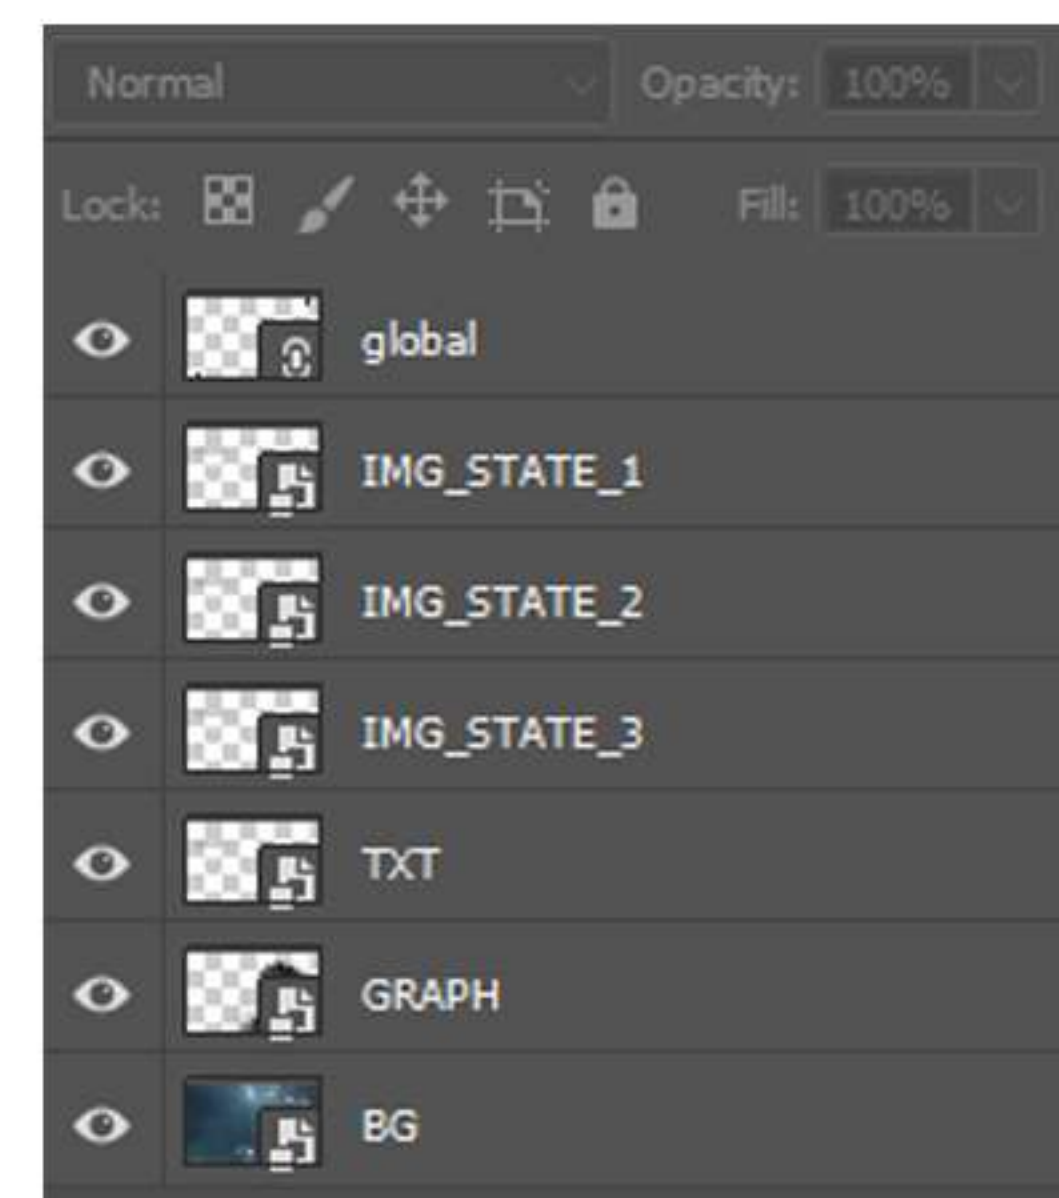 Normal Opacity: 100%
Lock: Fill: 100%
global
IMG_STATE_1
IMG_STATE_2
IMG_STATE_3
TXT
GRAPH
BG